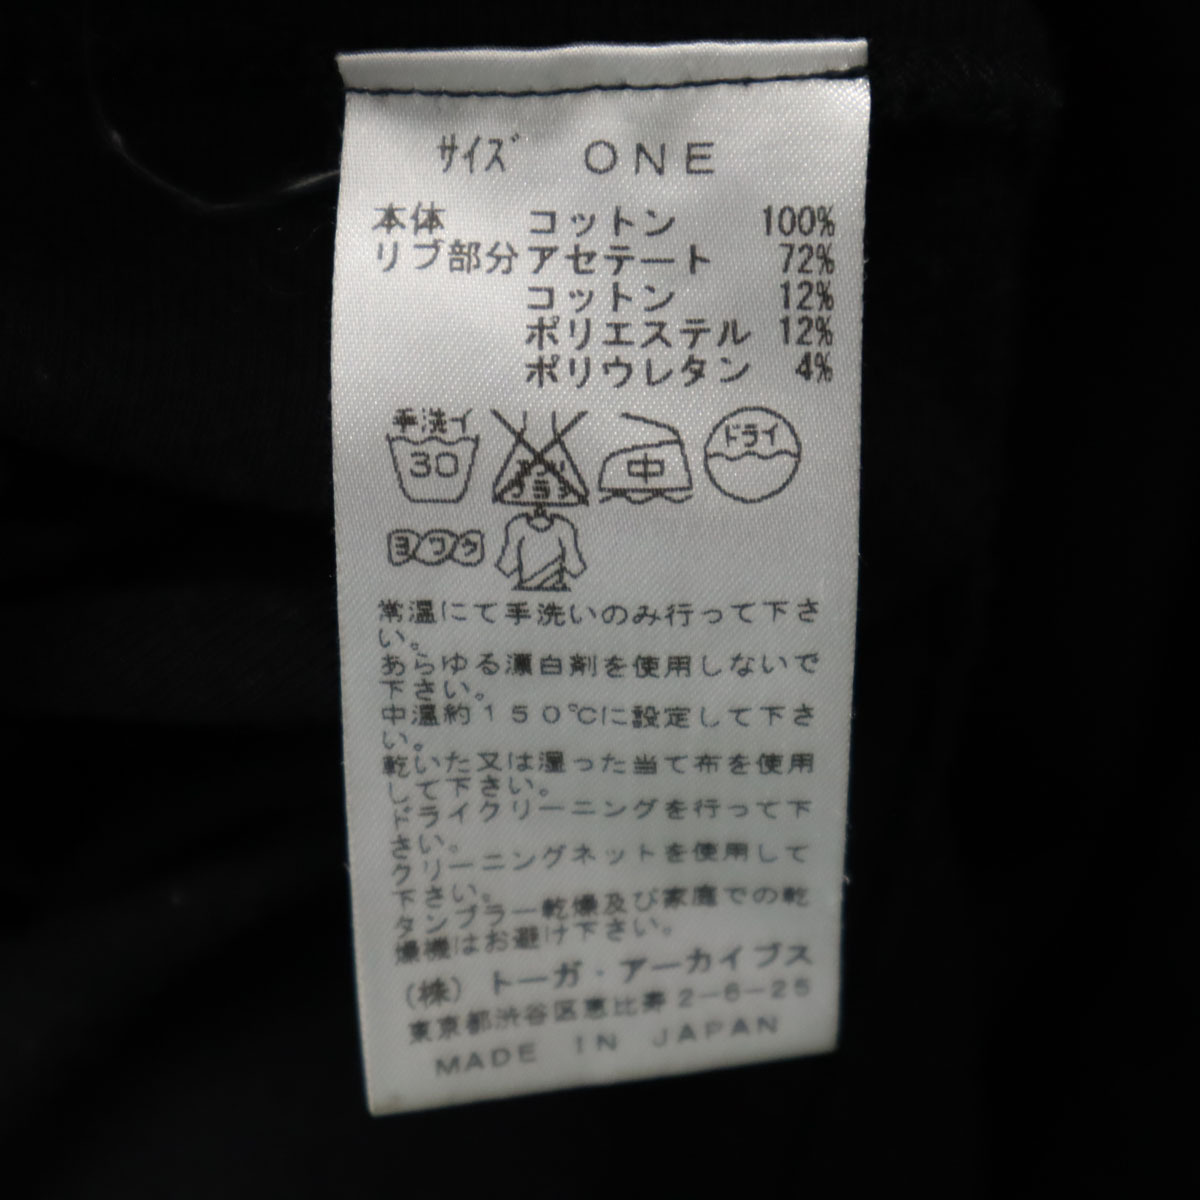 サイズ ONE
本体 コットン 100%
リブ部分 アセテート 72%
コットン 12%
ポリエステル 12%
ポリウレタン 4%
手洗イ 30
エンソ サラシ
中
ドライ
ヨワク
常温にて手洗いのみ行って下さ
い。
あらゆる漂白剤を使用しないで
下さい。
中温約150℃に設定して下さ
い。
乾いた又は湿った当て布を使用
して下さい。
ドライクリーニングを行って下
さい。
クリーニングネットを使用して
下さい。
タンブラー乾燥及び家庭での乾
燥機はお避け下さい。
(株)トーガ・アーカイブス
東京都渋谷区恵比寿2-6-25
MADE IN JAPAN